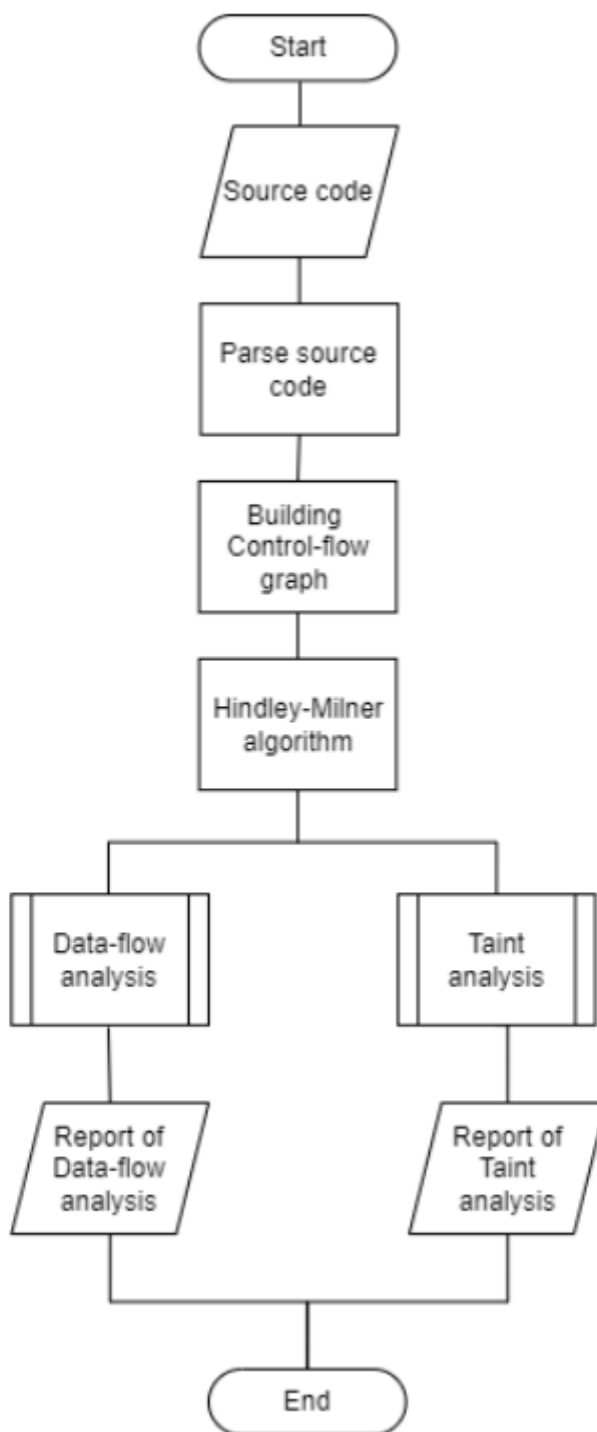 Start
Source code
Parse source
code
Building
Control-flow
graph
Hindley-Milner
algorithm
Data-flow
analysis
Taint
analysis
Report of
Data-flow
analysis
Report of
Taint
analysis
End